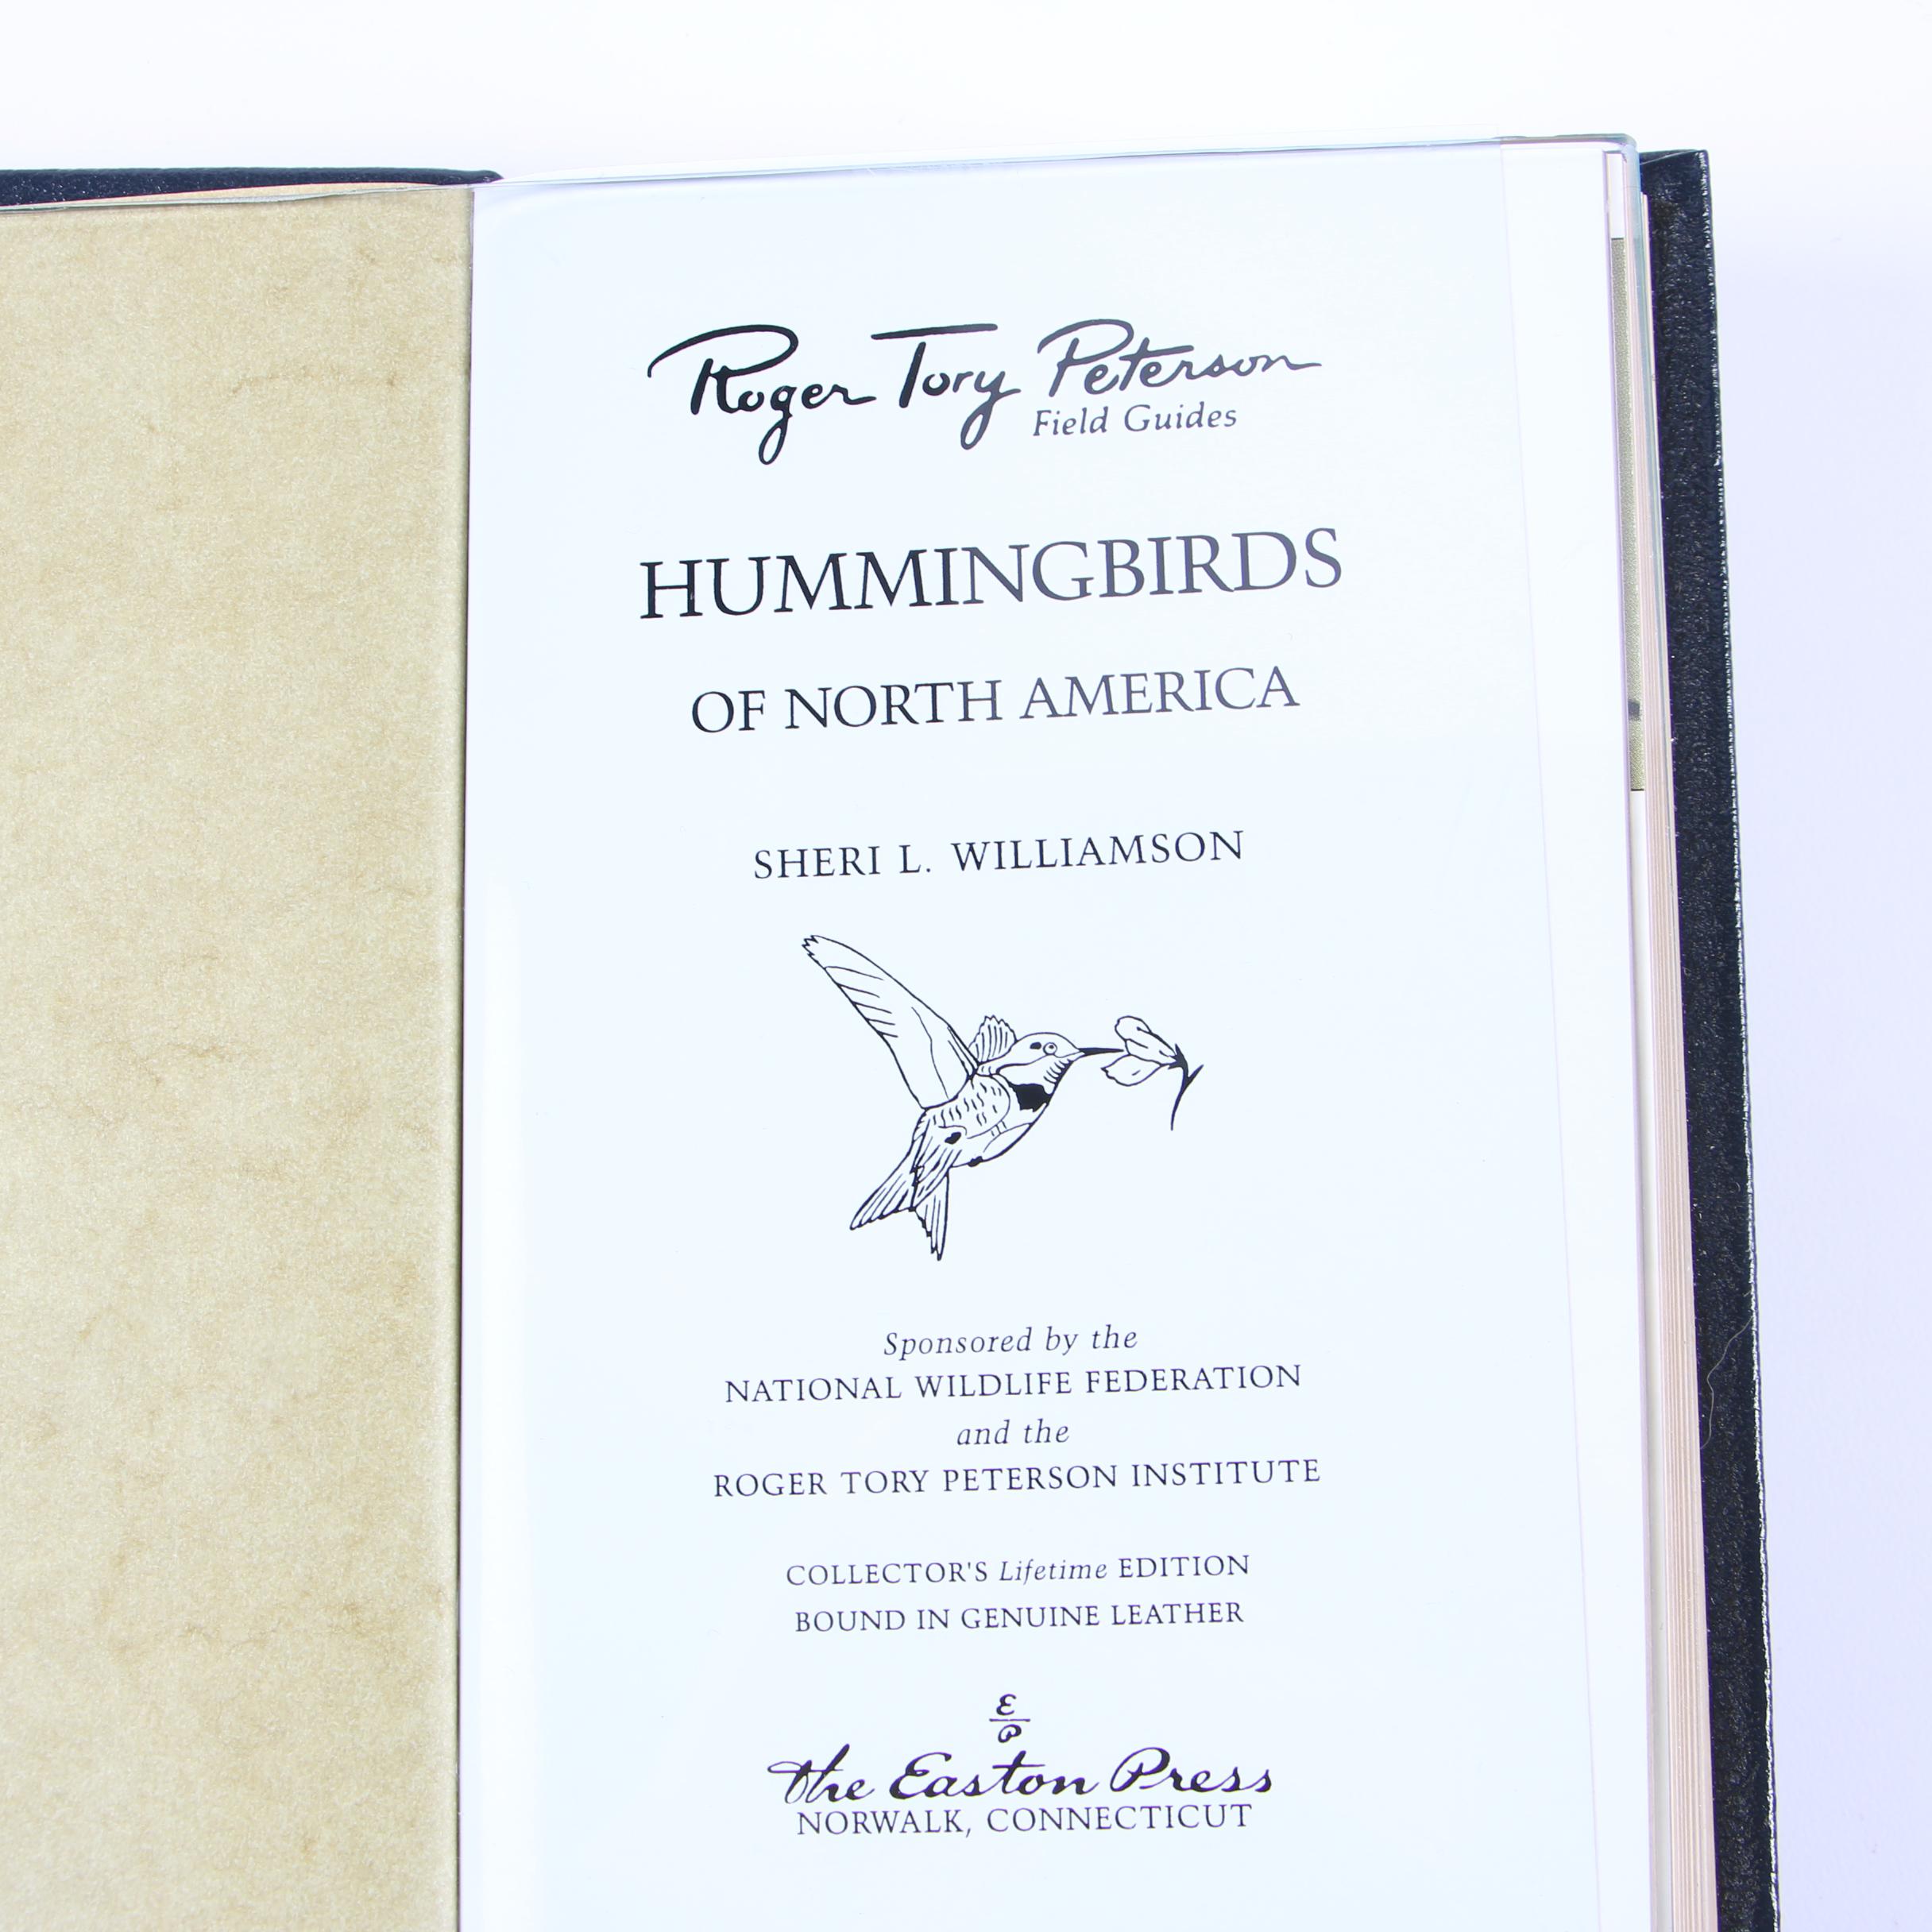 Roger Tory Peterson
Field Guides
HUMMINGBIRDS
OF NORTH AMERICA
SHERI L. WILLIAMSON
Sponsored by the
NATIONAL WILDLIFE FEDERATION
and the
ROGER TORY PETERSON INSTITUTE
COLLECTOR'S Lifetime EDITION
BOUND IN GENUINE LEATHER
E
P
The Easton Press
NORWALK, CONNECTICUT